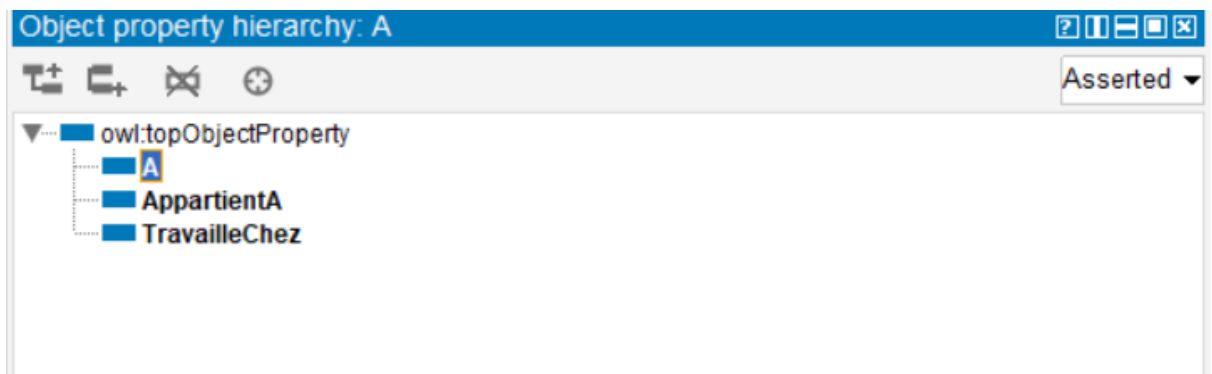 Object property hierarchy: A
Asserted
owl:topObjectProperty
A
AppartientA
TravailleChez